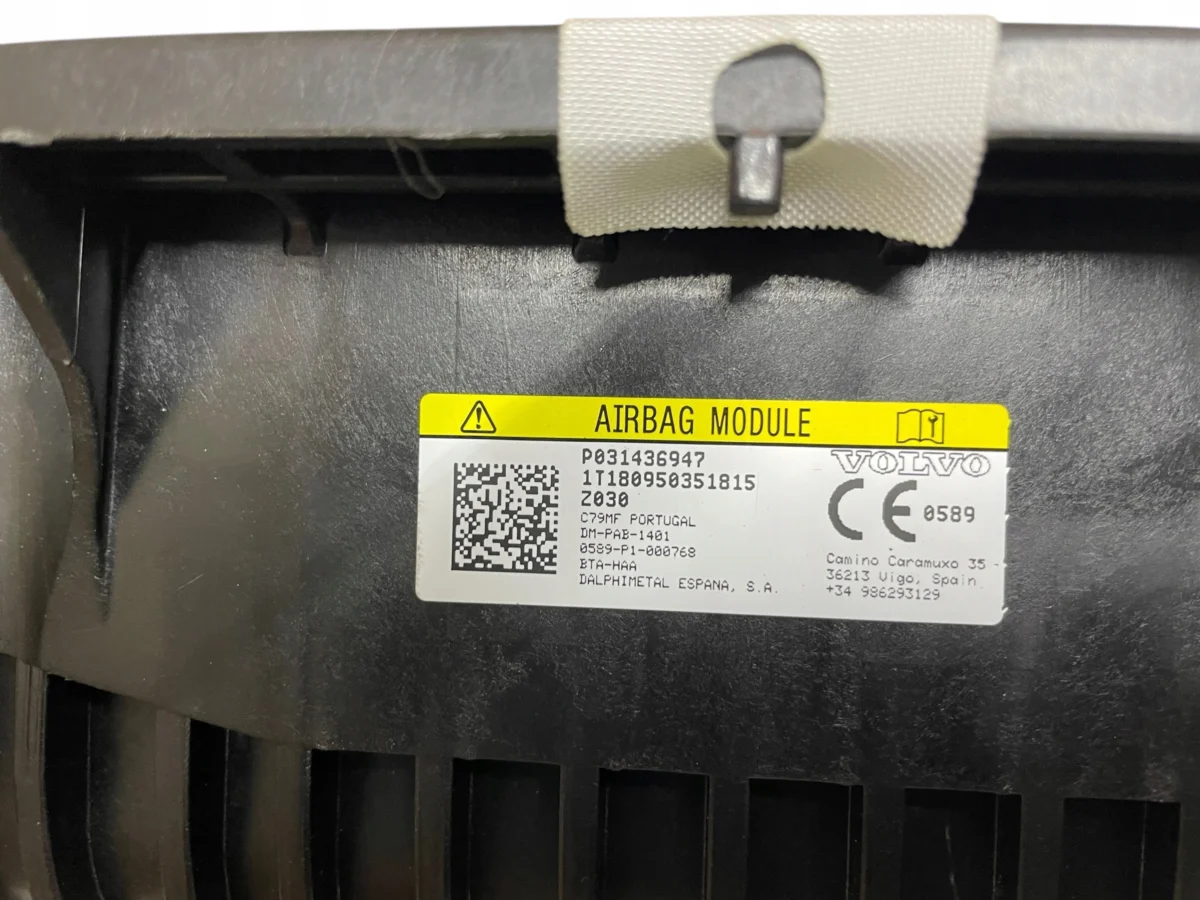 AIRBAG MODULE
P031436947
1T180950351815
Z030
C79MF PORTUGAL
DM-PAB-1401
0589-P1-000768
BTA-HAA
DALPHIMETAL ESPANA, S.A.
VOLVO
CE 0589
Camino Caramuxo 35 -
36213 Vigo, Spain
+34 986293129